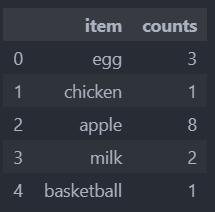 item counts
0 egg 3
1 chicken 1
2 apple 8
3 milk 2
4 basketball 1